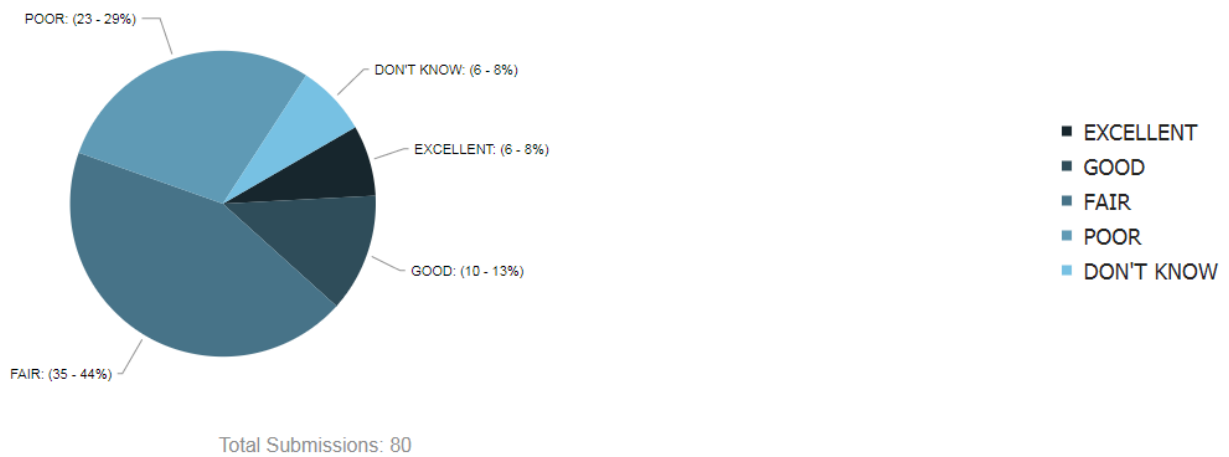 POOR: (23 - 29%)
DON'T KNOW: (6 - 8%)
EXCELLENT: (6 - 8%)
GOOD: (10 - 13%)
FAIR: (35 - 44%)
EXCELLENT
GOOD
FAIR
POOR
DON'T KNOW
Total Submissions: 80